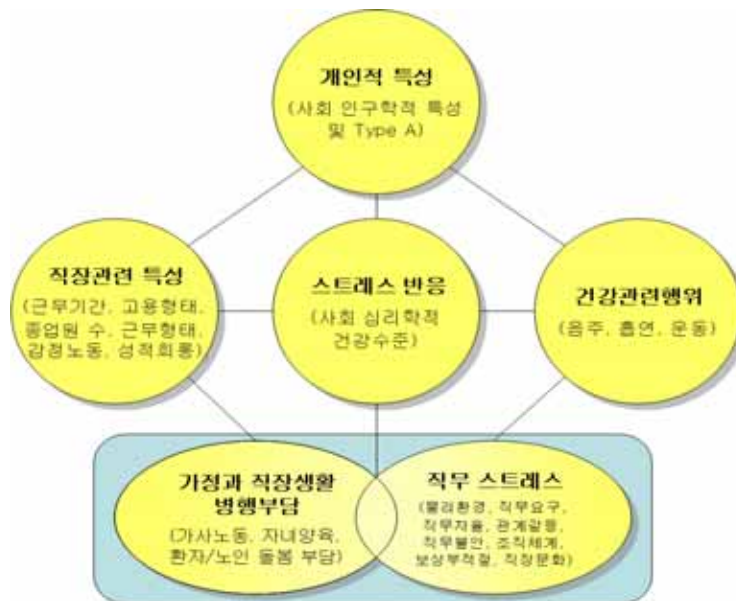 개인적 특성
(사회 인구학적 특성
및 Type A)
직장관련 특성
(근무기간, 고용형태,
종업원 수, 근무형태,
감정노동, 성적희롱)
스트레스 반응
(사회 심리학적
건강수준)
건강관련행위
(음주, 흡연, 운동)
가정과 직장생활
병행부담
(가사노동, 자녀양육,
환자/노인 돌봄 부담)
직무 스트레스
(물리환경, 직무요구,
직무자율, 관계갈등,
직무불안, 조직체계,
보상부적절, 직장문화)